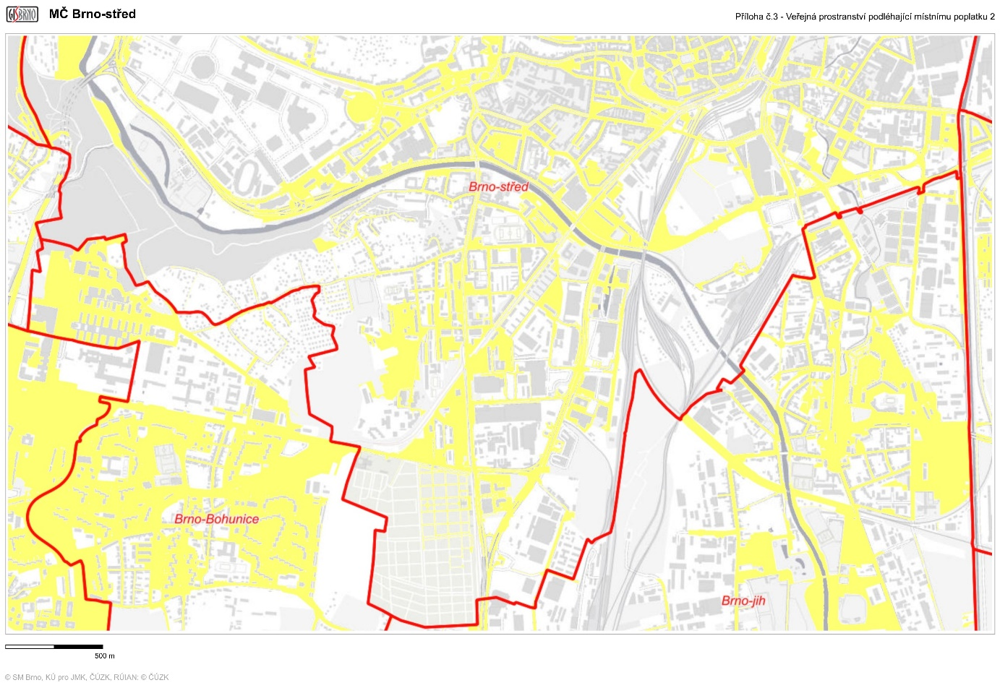 GISBRNO
MČ Brno-střed
Příloha č.3 - Veřejná prostranství podléhající místnímu poplatku 2
Brno-střed
Brno-Bohunice
Brno-jih
500 m
© SM Brno, KÚ pro JMK, ČÚZK, RÚIAN: © ČÚZK